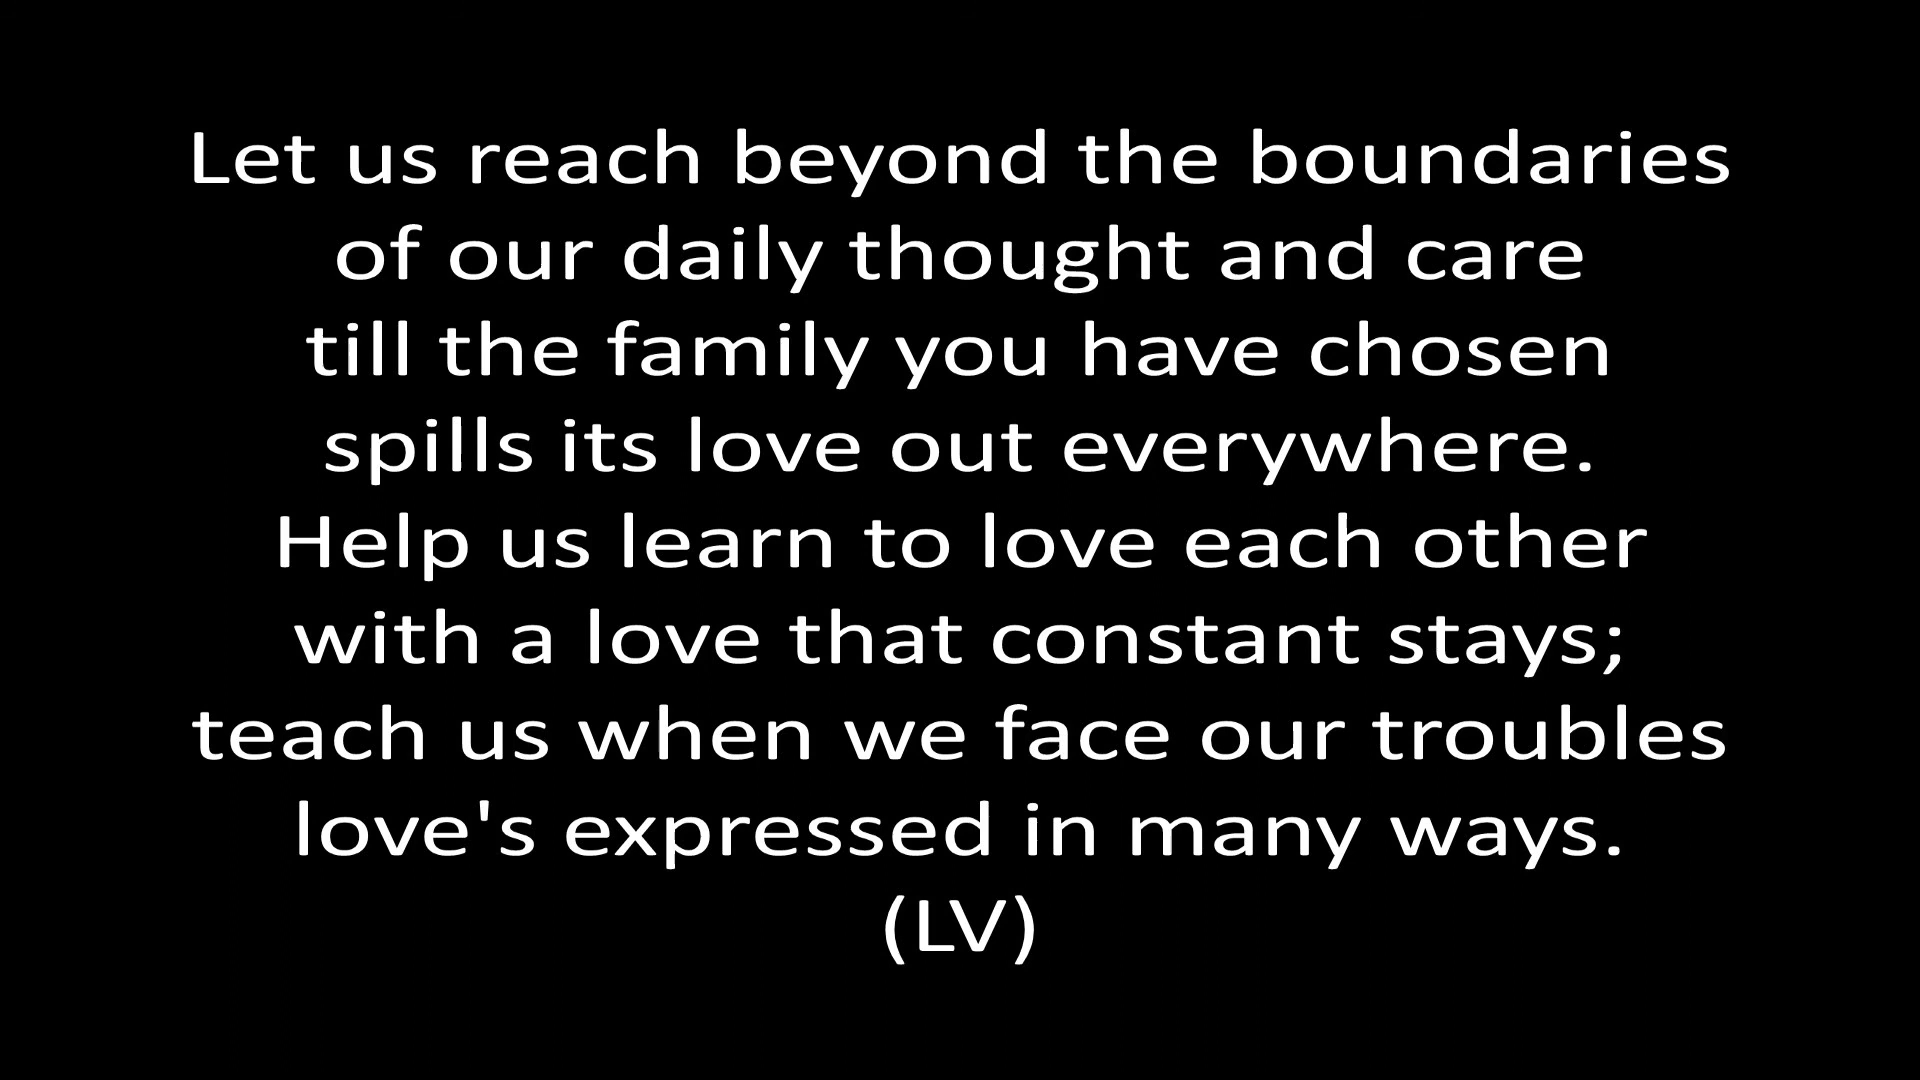 Let us reach beyond the boundaries
of our daily thought and care
till the family you have chosen
spills its love out everywhere.
Help us learn to love each other
with a love that constant stays;
teach us when we face our troubles
love's expressed in many ways.
(LV)